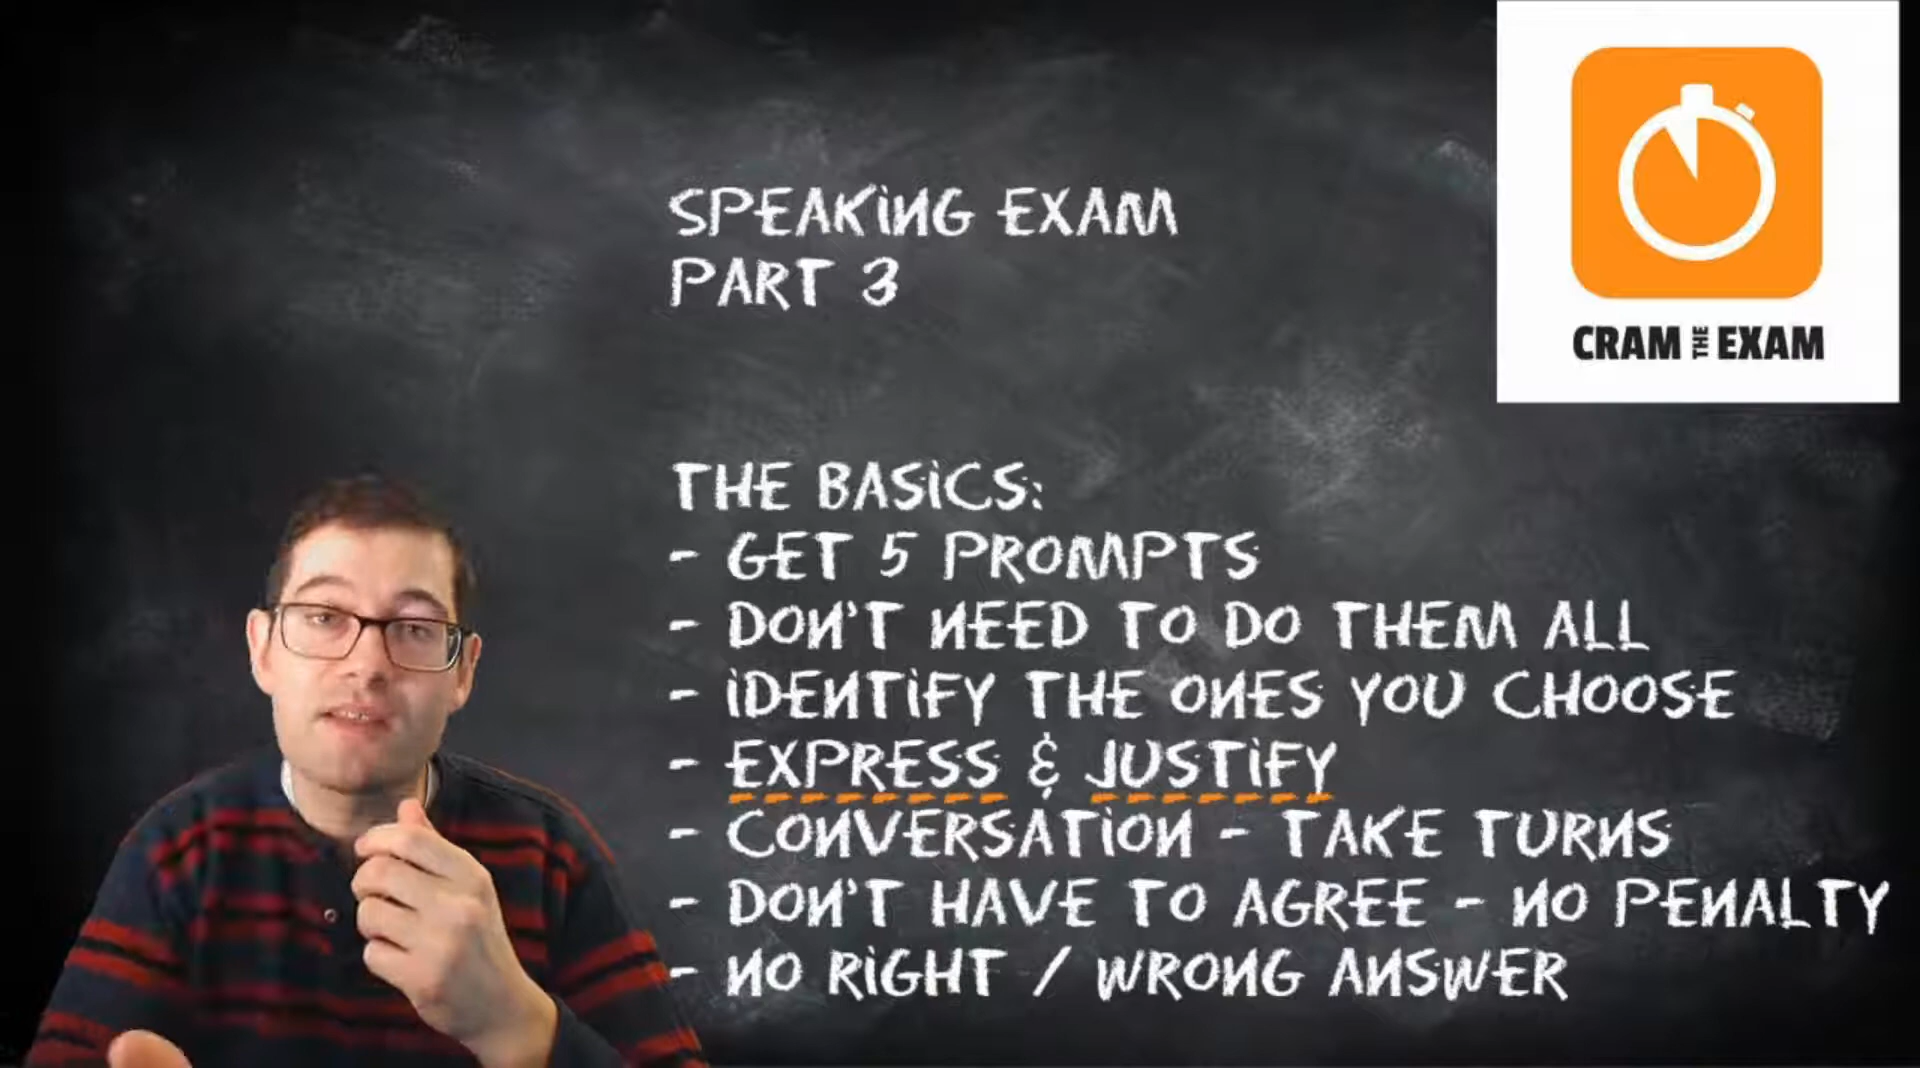 SPEAKING EXAM
PART 3
CRAM THE EXAM
THE BASICS:
- GET 5 PROMPTS
- DON'T NEED TO DO THEM ALL
- IDENTIFY THE ONES YOU CHOOSE
- EXPRESS & JUSTIFY
- CONVERSATION - TAKE TURNS
- DON'T HAVE TO AGREE - NO PENALTY
- NO RIGHT / WRONG ANSWER